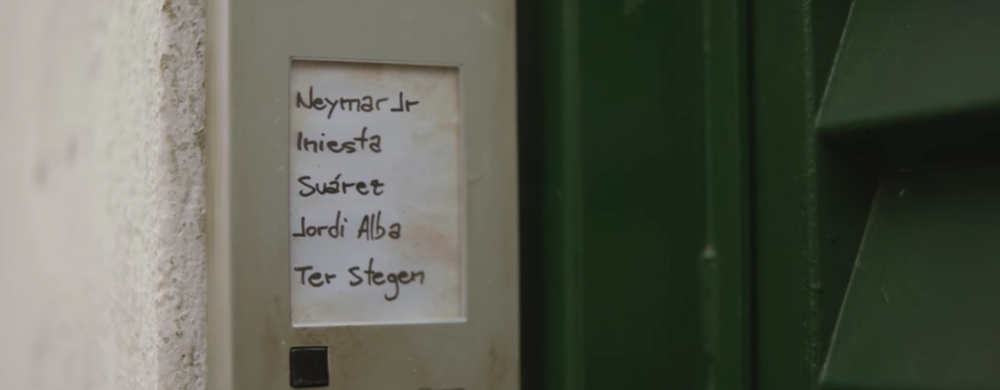 Neymar Jr
Iniesta
Suárez
Jordi Alba
Ter Stegen